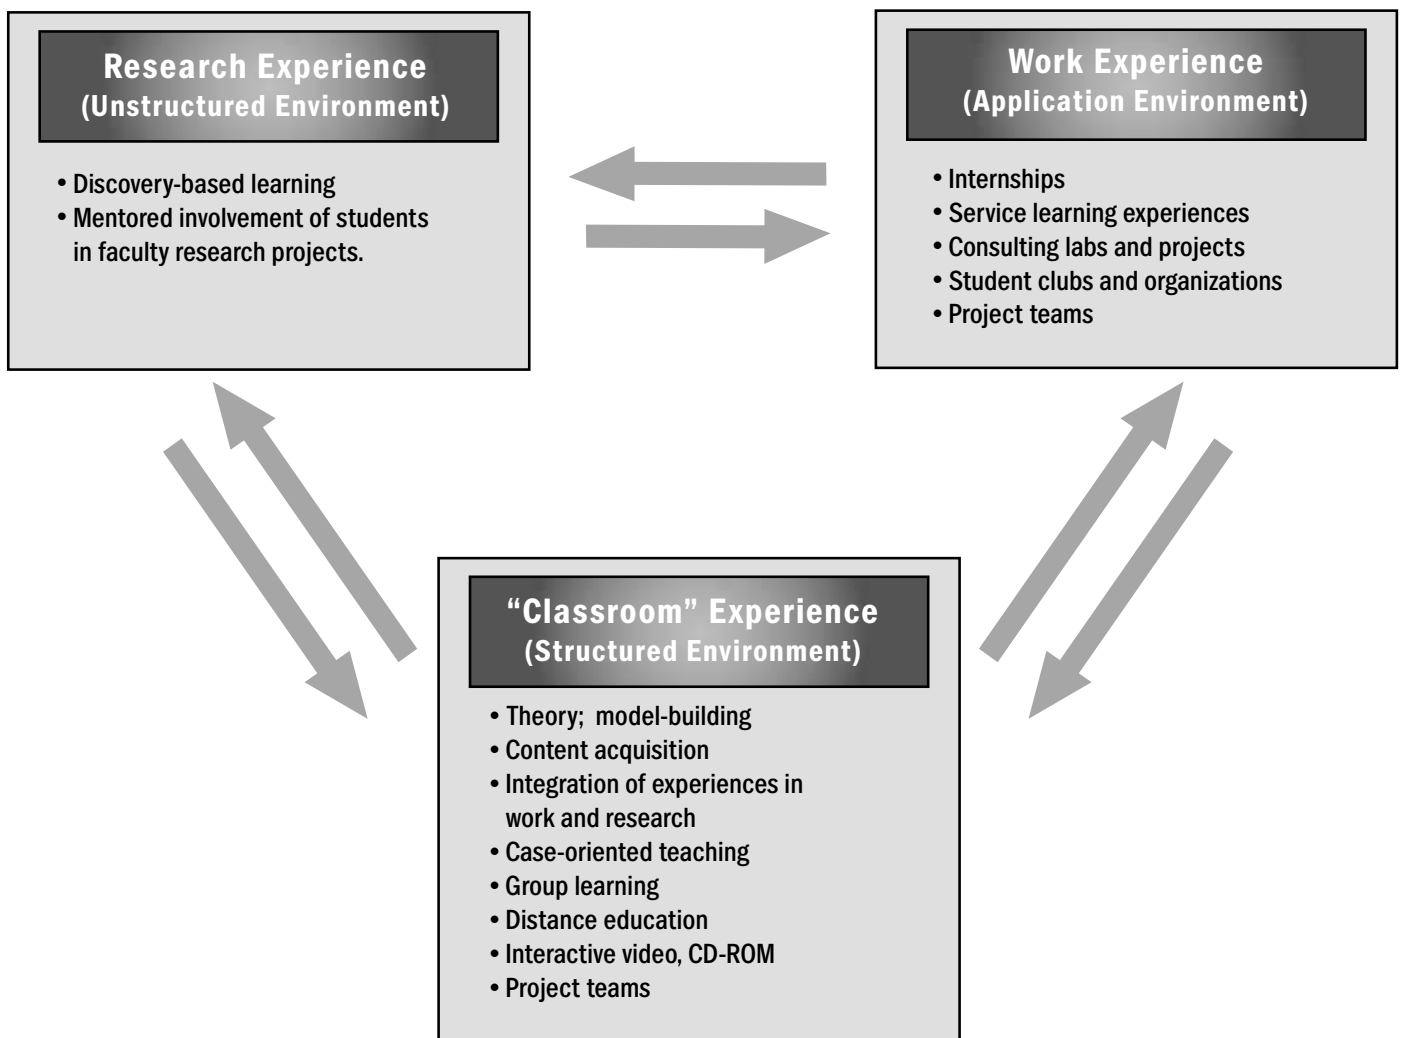 Research Experience
(Unstructured Environment)
• Discovery-based learning
• Mentored involvement of students
in faculty research projects.
Work Experience
(Application Environment)
• Internships
• Service learning experiences
• Consulting labs and projects
• Student clubs and organizations
• Project teams
“Classroom” Experience
(Structured Environment)
• Theory; model-building
• Content acquisition
• Integration of experiences in
work and research
• Case-oriented teaching
• Group learning
• Distance education
• Interactive video, CD-ROM
• Project teams